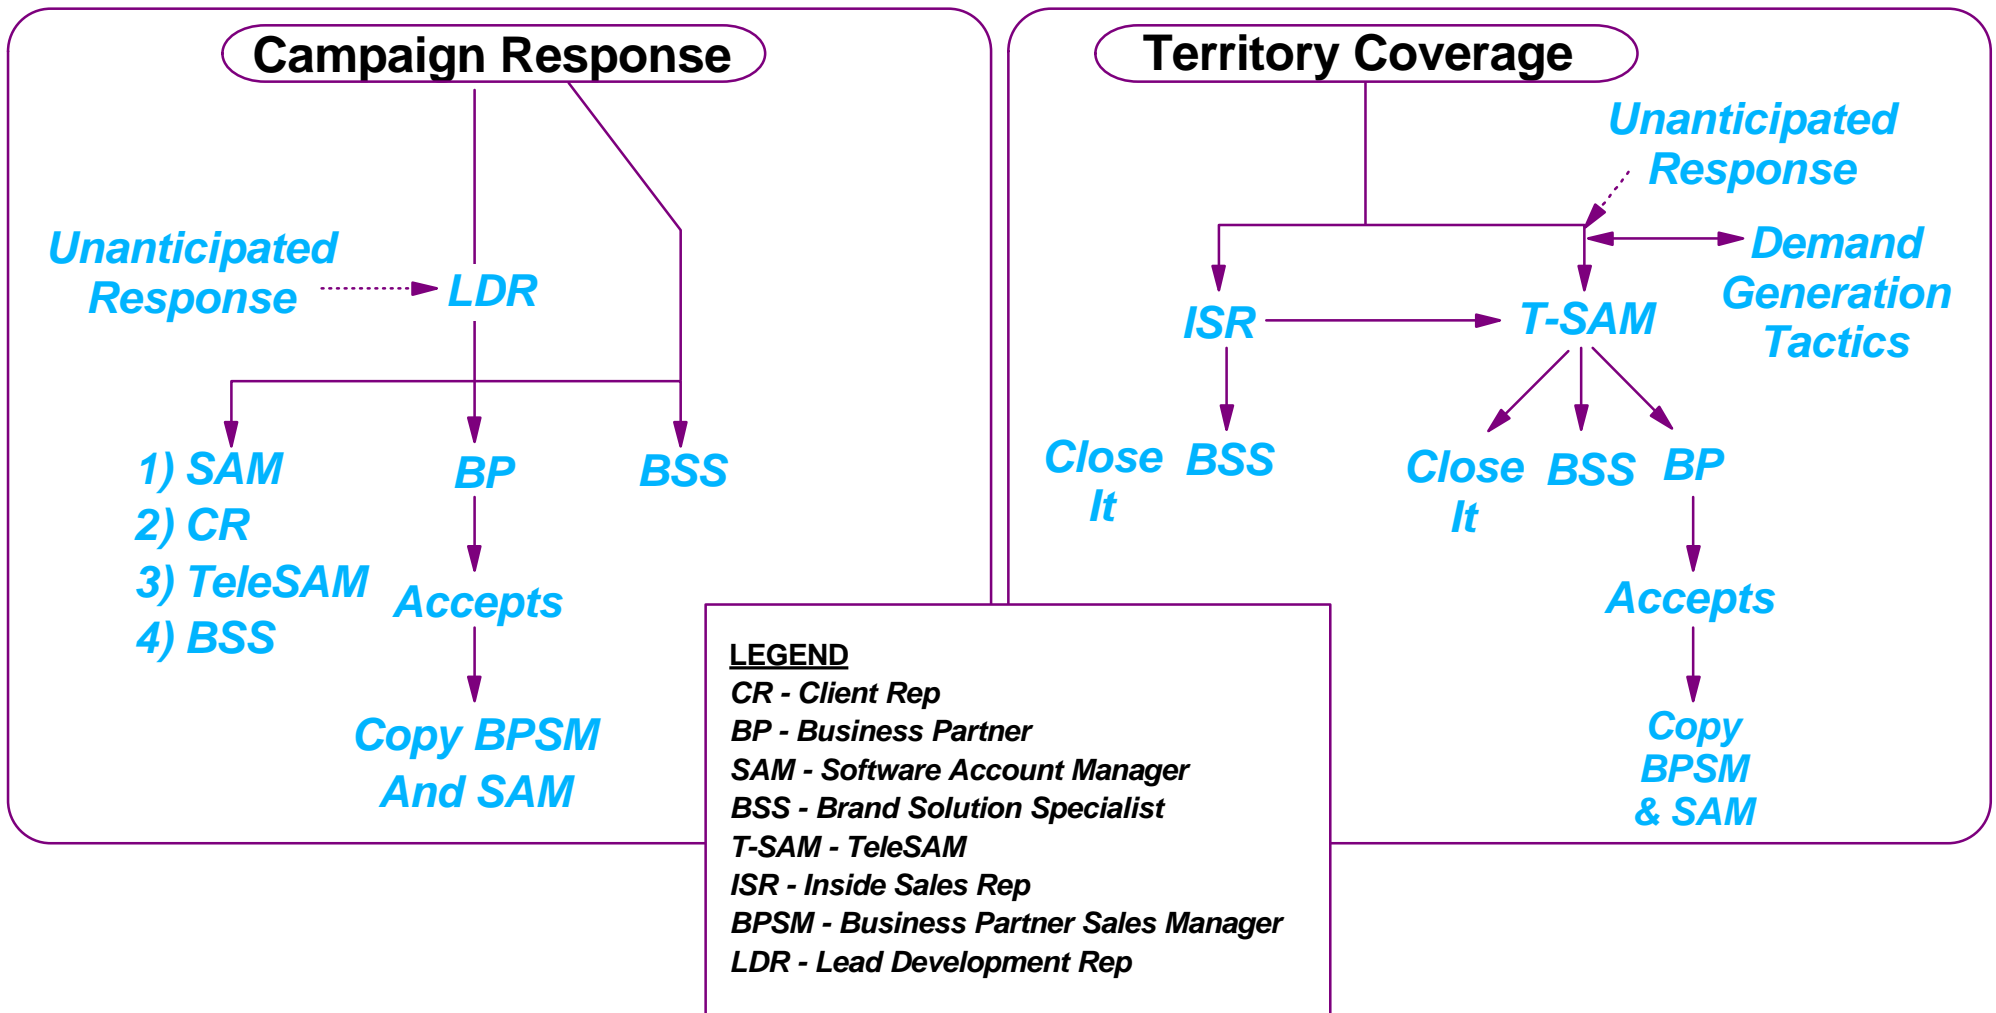 Campaign Response
Unanticipated
Response
LDR
1) SAM
2) CR
3) TeleSAM
4) BSS
BP
Accepts
Copy BPSM
And SAM
BSS
Territory Coverage
Unanticipated
Response
Demand
Generation
Tactics
ISR
T-SAM
Close
It
BSS
Close
It
BSS
BP
Accepts
Copy
BPSM
& SAM
LEGEND
CR - Client Rep
BP - Business Partner
SAM - Software Account Manager
BSS - Brand Solution Specialist
T-SAM - TeleSAM
ISR - Inside Sales Rep
BPSM - Business Partner Sales Manager
LDR - Lead Development Rep